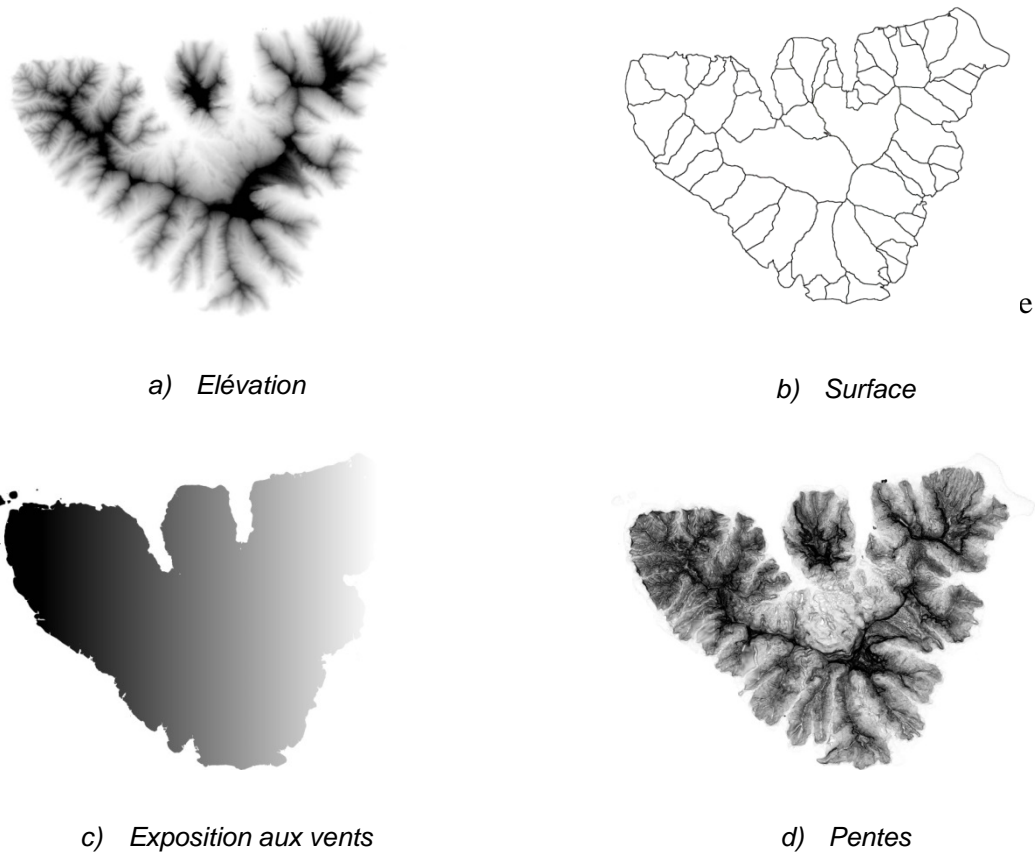 e
a) Elévation
b) Surface
c) Exposition aux vents
d) Pentes